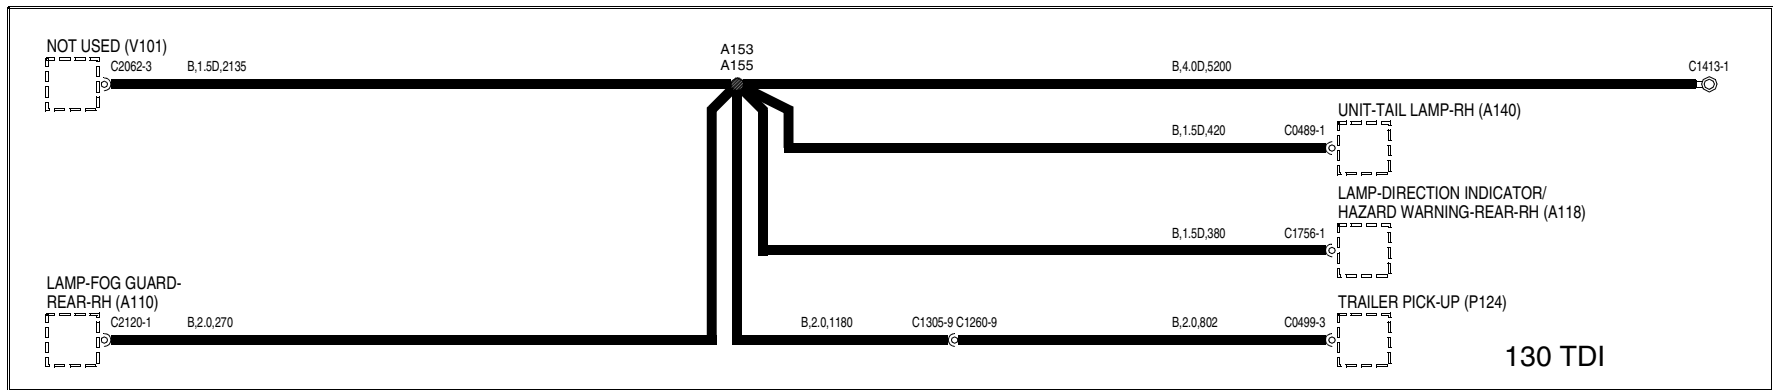 NOT USED (V101)
C2062-3
B,1.5D,2135
A153
A155
B,4.0D,5200
C1413-1
UNIT-TAIL LAMP-RH (A140)
B,1.5D,420
C0489-1
LAMP-DIRECTION INDICATOR/
HAZARD WARNING-REAR-RH (A118)
B,1.5D,380
C1756-1
LAMP-FOG GUARD-
REAR-RH (A110)
C2120-1
B,2.0,270
B,2.0,1180
C1305-9 C1260-9
B,2.0,802
C0499-3
TRAILER PICK-UP (P124)
130 TDI